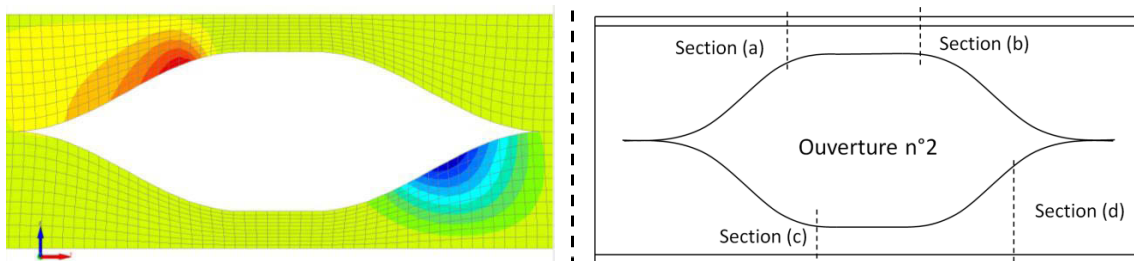 Section (a)
Section (b)
Ouverture n°2
Section (c)
Section (d)